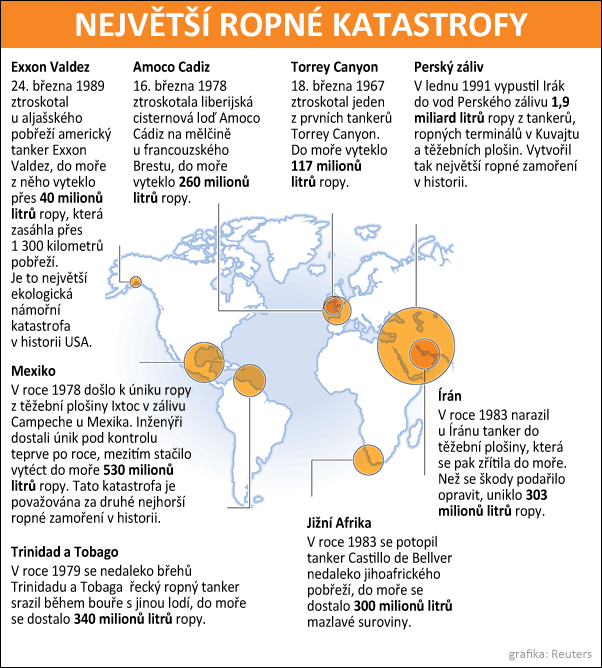 NEJVĚTŠÍ ROPNÉ KATASTROFY
Exxon Valdez
24. března 1989
ztroskotal
u aljašského
pobřeží americký
tanker Exxon
Valdez, do moře
z něho vyteklo
přes 40 milionů
litrů ropy, která
zasáhla přes
1 300 kilometrů
pobřeží.
Je to největší
ekologická
námořní
katastrofa
v historii USA.
Amoco Cadiz
16. března 1978
ztroskotala liberijská
cisternová loď Amoco
Cádiz na mělčině
u francouzského
Brestu, do moře
vyteklo 260 milionů
litrů ropy.
Torrey Canyon
18. března 1967
ztroskotal jeden
z prvních tankerů
Torrey Canyon.
Do moře vyteklo
117 milionů
litrů ropy.
Perský záliv
V lednu 1991 vypustil Irák
do vod Perského zálivu 1,9
miliard litrů ropy z tankerů,
ropných terminálů v Kuvajtu
a těžebních plošin. Vytvořil
tak největší ropné zamoření
v historii.
Mexiko
V roce 1978 došlo k úniku ropy
z těžební plošiny Ixtoc v zálivu
Campeche u Mexika. Inženýři
dostali únik pod kontrolu
teprve po roce, mezitím stačilo
vytéct do moře 530 milionů
litrů ropy. Tato katastrofa je
považována za druhé nejhorší
ropné zamoření v historii.
Írán
V roce 1983 narazil
u Íránu tanker do
těžební plošiny, která
se pak zřítila do moře.
Než se škody podařilo
opravit, uniklo 303
milionů litrů ropy.
Trinidad a Tobago
V roce 1979 se nedaleko břehů
Trinidadu a Tobaga řecký ropný tanker
srazil během bouře s jinou lodí, do moře
se dostalo 340 milionů litrů ropy.
Jižní Afrika
V roce 1983 se potopil
tanker Castillo de Bellver
nedaleko jihoafrického
pobřeží, do moře se
dostalo 300 milionů litrů
mazlavé suroviny.
grafika: Reuters